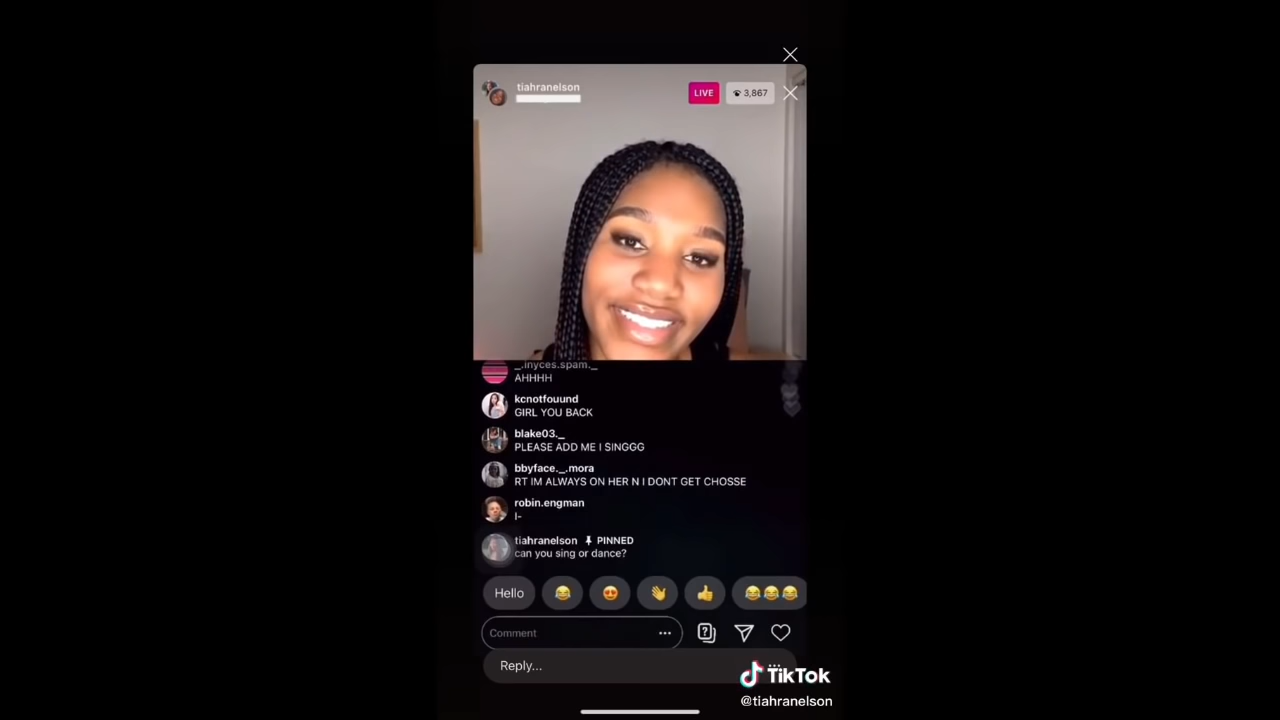 tiahranelson
LIVE
3,867
_.inyces.spam._
AHHHH
kcnotfouund
GIRL YOU BACK
blake03._
PLEASE ADD ME I SINGGG
bbyface._.mora
RT IM ALWAYS ON HER N I DONT GET CHOSSE
robin.engman
I-
tiahranelson PINNED
can you sing or dance?
Hello
Comment
Reply...
TikTok
@tiahranelson